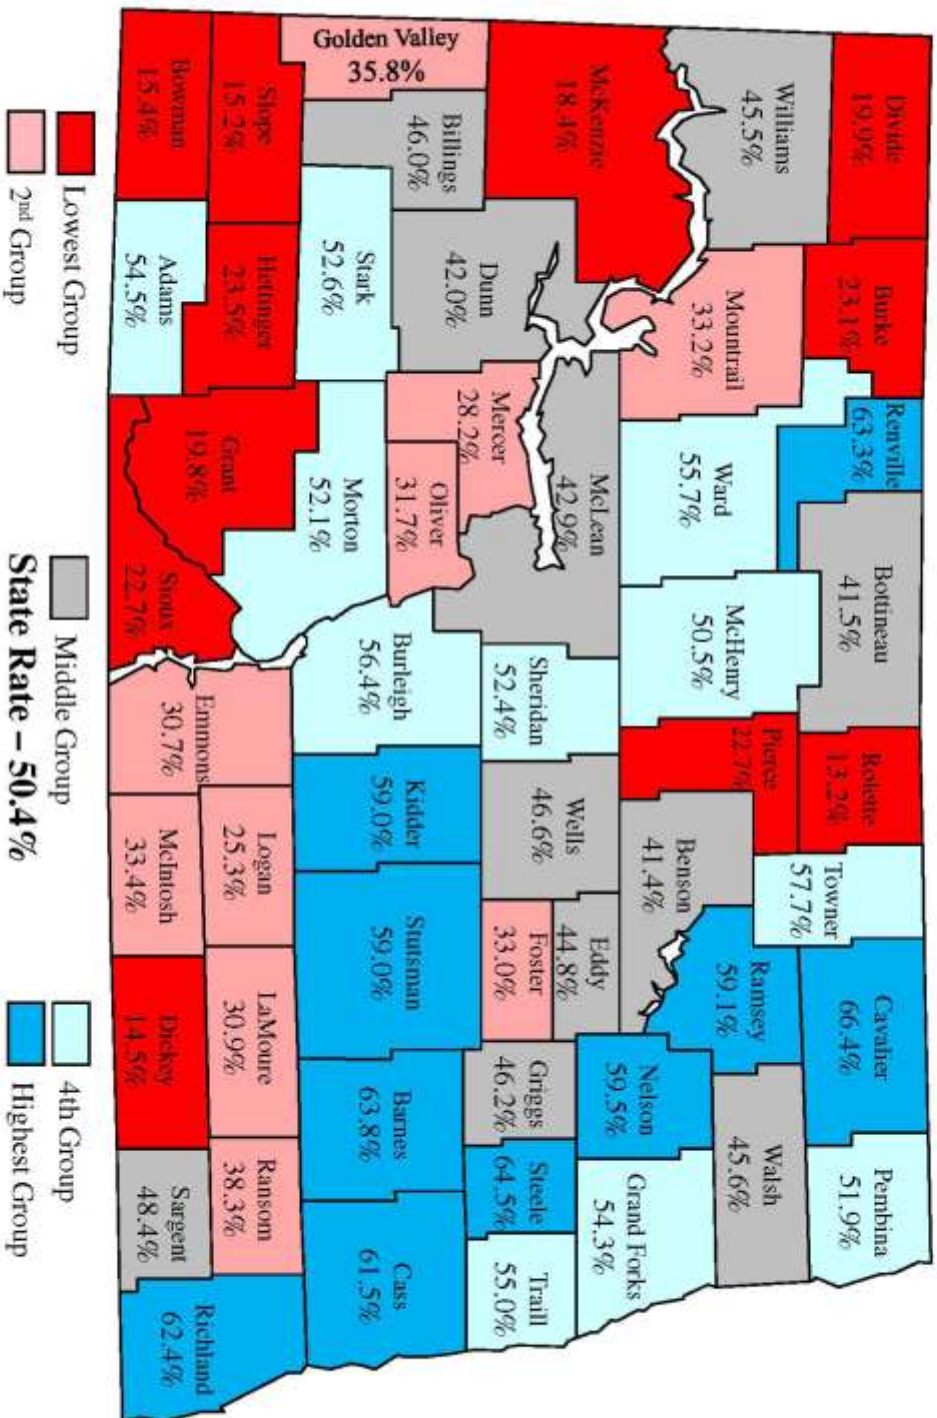 Divide
19.9%
Burke
23.1%
Renville
63.3%
Bottineau
41.5%
Rolette
13.2%
Towner
57.7%
Cavalier
66.4%
Pembina
51.9%
Williams
45.5%
Mountrail
33.2%
Ward
55.7%
McHenry
50.5%
Pierce
22.7%
Benson
41.4%
Ramsey
59.1%
Walsh
45.6%
McKenzie
18.4%
McLean
42.9%
Sheridan
52.4%
Wells
46.6%
Eddy
44.8%
Foster
33.0%
Nelson
59.5%
Grand Forks
54.3%
Griggs
46.2%
Steele
64.5%
Traill
55.0%
Golden Valley
35.8%
Billings
46.0%
Dunn
42.0%
Mercer
28.2%
Oliver
31.7%
Stark
52.6%
Morton
52.1%
Burleigh
56.4%
Kidder
59.0%
Stutsman
59.0%
Barnes
63.8%
Cass
61.5%
Slope
15.2%
Hettinger
23.5%
Grant
19.8%
Bowman
15.4%
Adams
54.5%
Sioux
22.7%
Emmons
30.7%
Logan
25.3%
McIntosh
33.4%
LaMoure
30.9%
Dickey
14.5%
Ransom
38.3%
Sargent
48.4%
Richland
62.4%
Lowest Group
2nd Group
Middle Group
4th Group
Highest Group
State Rate – 50.4%